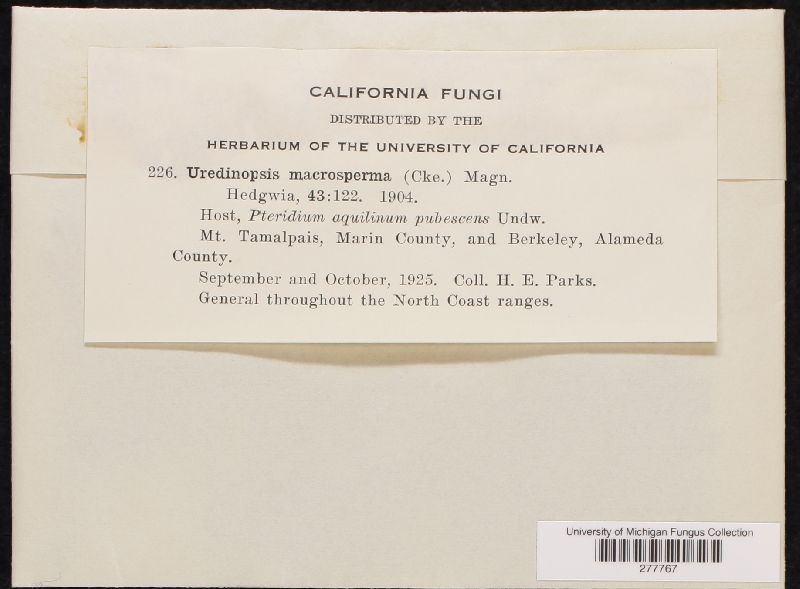 CALIFORNIA FUNGI
DISTRIBUTED BY THE
HERBARIUM OF THE UNIVERSITY OF CALIFORNIA
226. Uredinopsis macrosperma (Cke.) Magn.
Hedgwia, 43:122. 1904.
Host, Pteridium aquilinum pubescens Undw.
Mt. Tamalpais, Marin County, and Berkeley, Alameda
County.
September and October, 1925. Coll. H. E. Parks.
General throughout the North Coast ranges.
University of Michigan Fungus Collection
277767